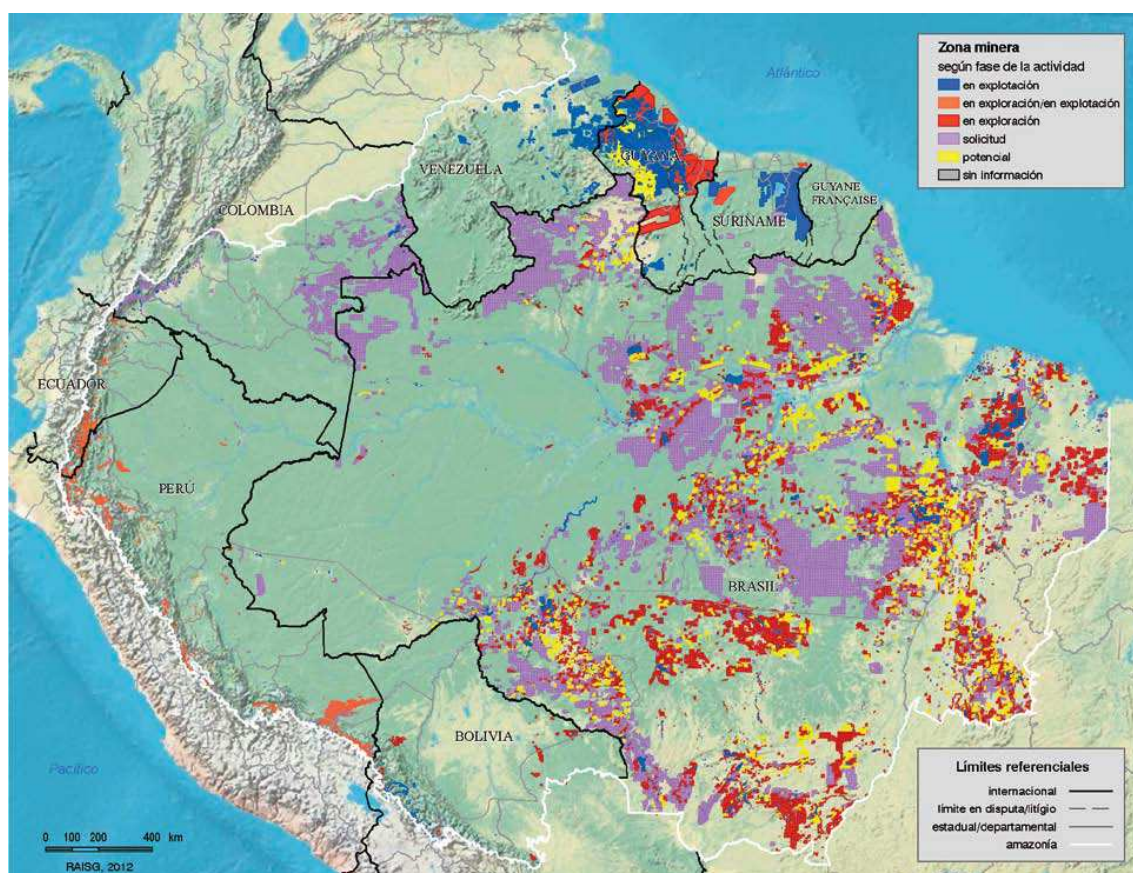 Zona minera
según fase de la actividad
en explotación
en exploración/en explotación
en exploración
solicitud
potencial
sin información
Atlántico
VENEZUELA
GUYANA
COLOMBIA
SURINAME
GUYANE
FRANÇAISE
ECUADOR
PERÚ
BRASIL
BOLIVIA
Pacífico
Límites referenciales
internacional
límite en disputa/litígio
estadual/departamental
amazonía
0 100 200 400 km
RAISG, 2012